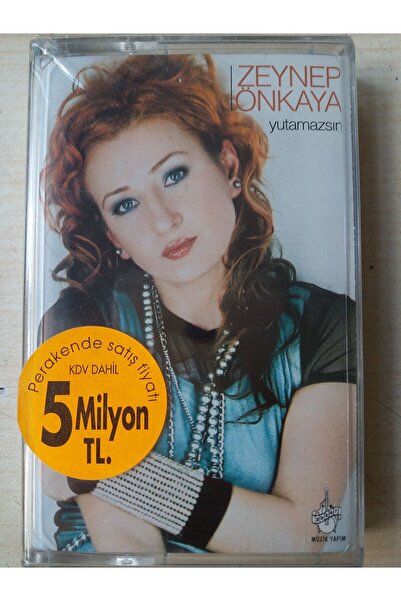 ZEYNEP
ÖNKAYA
yutamazsın
Perakende satış fiyatı
KDV DAHİL
5 Milyon
TL.
MÜZİK YAPIM